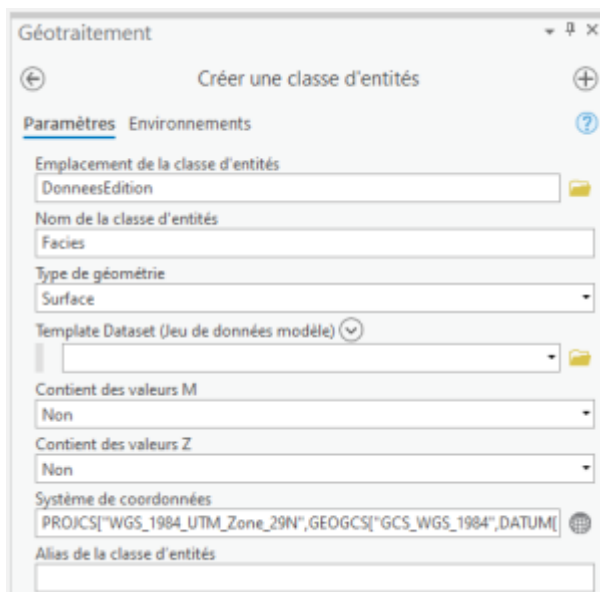 Géotraitement
Créer une classe d'entités
Paramètres Environnements
Emplacement de la classe d'entités
DonneesEdition
Nom de la classe d'entités
Facies
Type de géométrie
Surface
Template Dataset (Jeu de données modèle)
Contient des valeurs M
Non
Contient des valeurs Z
Non
Système de coordonnées
PROJCS["WGS_1984_UTM_Zone_29N",GEOGCS["GCS_WGS_1984",DATUM[
Alias de la classe d'entités